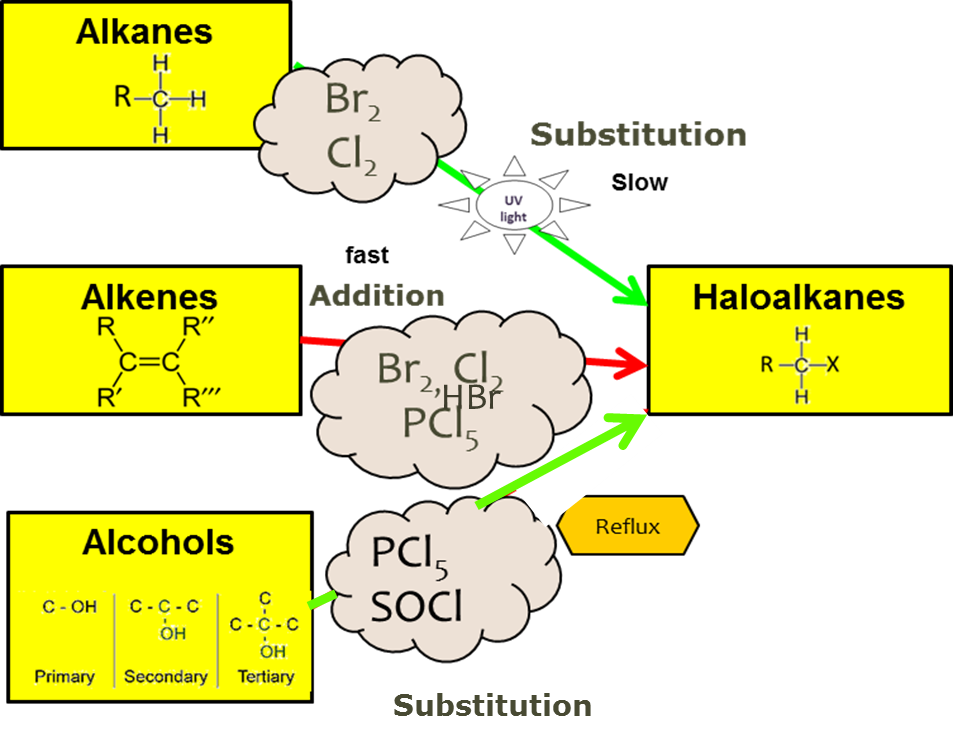 Alkanes
H
R–C–H
H
Br₂
Cl₂
Substitution
Slow
UV
light
fast
Addition
Alkenes
R R″
C=C
R′ R‴
Br₂, Cl₂
HBr
PCl₅
Haloalkanes
H
R–C–X
H
Reflux
Alcohols
C - OH
Primary
C - C - C
OH
Secondary
C
C - C - C
OH
Tertiary
PCl₅
SOCl
Substitution